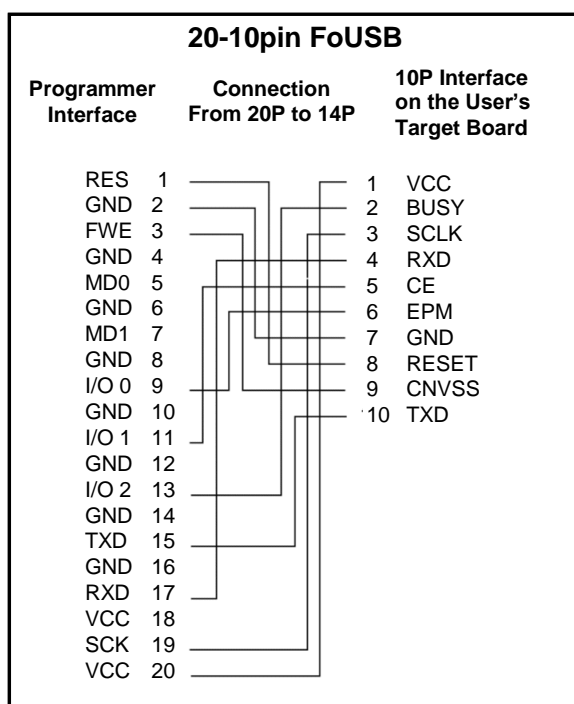 20-10pin FoUSB
Programmer
Interface
Connection
From 20P to 14P
10P Interface
on the User's
Target Board
RES 1
GND 2
FWE 3
GND 4
MD0 5
GND 6
MD1 7
GND 8
I/O 0 9
GND 10
I/O 1 11
GND 12
I/O 2 13
GND 14
TXD 15
GND 16
RXD 17
VCC 18
SCK 19
VCC 20
1 VCC
2 BUSY
3 SCLK
4 RXD
5 CE
6 EPM
7 GND
8 RESET
9 CNVSS
10 TXD